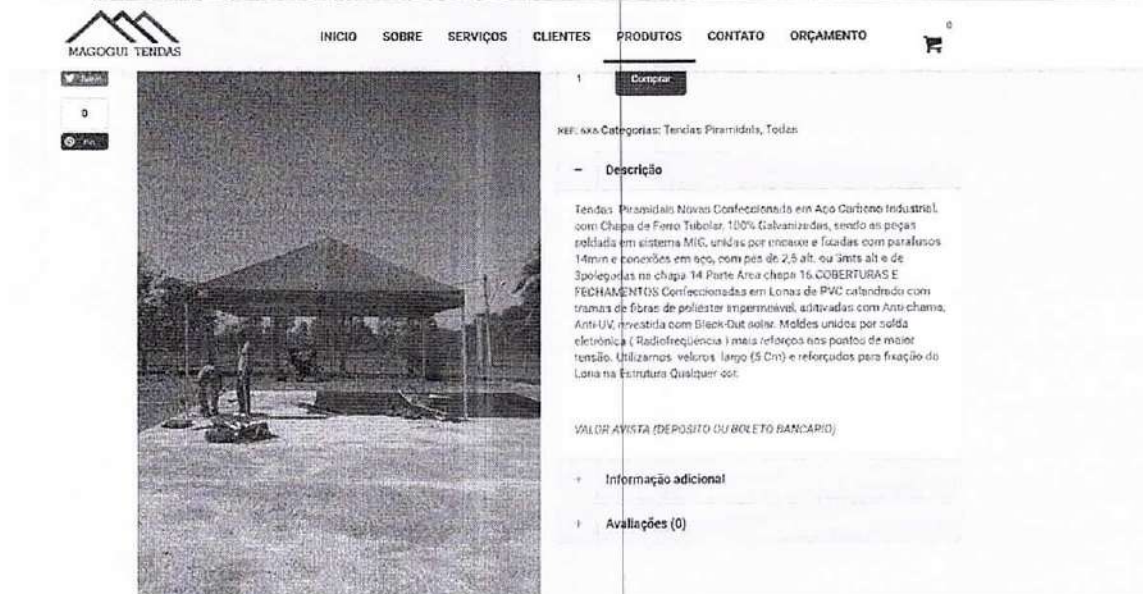 MAGOGUI TENDAS
INICIO SOBRE SERVIÇOS CLIENTES PRODUTOS CONTATO ORÇAMENTO
0
0
1 Comprar
REF: 6X6 Categorias: Tendas Piramidais, Todas
− Descrição
Tendas Piramidais Novas Confeccionada em Aço Carbono Industrial,
com Chapa de Ferro Tubolar, 100% Galvanizadas, sendo as peças
soldada em sistema MIG, unidas por encaixe e fixadas com parafusos
14mm e conexões em aço, com pés de 2,5 alt. ou 3mts alt e de
3polegadas na chapa 14 Parte Area chapa 16 COBERTURAS E
FECHAMENTOS Confeccionadas em Lonas de PVC calandrado com
tramas de fibras de poliéster impermeável, aditivadas com Anti-chama,
Anti-UV, revestida com Black-Out solar. Moldes unidos por solda
eletrônica ( Radiofreqüência ) mais reforços nos pontos de maior
tensão. Utilizamos velcros largo (5 Cm) e reforçados para fixação da
Lona na Estrutura Qualquer cor.
VALOR AVISTA (DEPOSITO OU BOLETO BANCARIO)
+ Informação adicional
+ Avaliações (0)